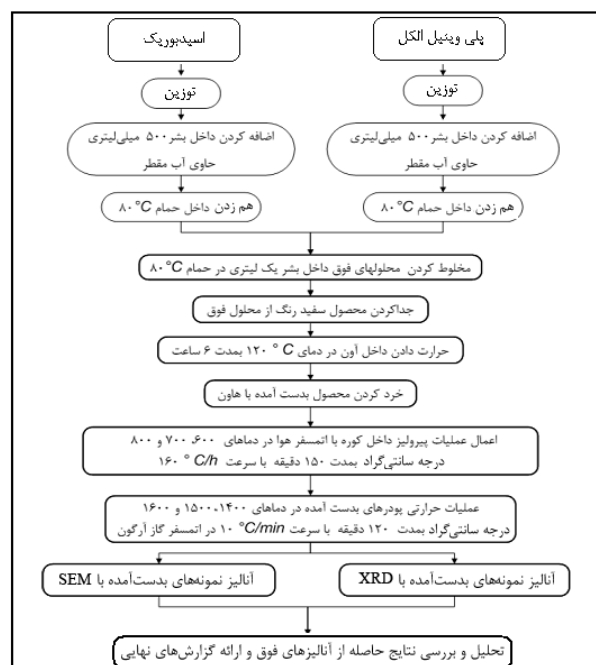 اسیدبوریک
پلی وینیل الکل
توزین
توزین
اضافه کردن داخل بشر ۵۰۰ میلی‌لیتری
حاوی آب مقطر
اضافه کردن داخل بشر ۵۰۰ میلی‌لیتری
حاوی آب مقطر
هم زدن داخل حمام ۸۰°C
هم زدن داخل حمام ۸۰°C
مخلوط کردن محلولهای فوق داخل بشر یک لیتری در حمام ۸۰°C
جداکردن محصول سفید رنگ از محلول فوق
حرارت دادن داخل آون در دمای ۱۲۰ °C بمدت ۶ ساعت
خرد کردن محصول بدست آمده با هاون
اعمال عملیات پیرولیز داخل کوره با اتمسفر هوا در دماهای ۶۰۰، ۷۰۰ و ۸۰۰
درجه سانتی‌گراد بمدت ۱۵۰ دقیقه با سرعت ۱۶۰ °C/h
عملیات حرارتی پودرهای بدست آمده در دماهای ۱۴۰۰، ۱۵۰۰ و ۱۶۰۰
درجه سانتی‌گراد بمدت ۱۲۰ دقیقه با سرعت ۱۰ °C/min در اتمسفر گاز آرگون
آنالیز نمونه‌های بدست‌آمده با SEM
آنالیز نمونه‌های بدست‌آمده با XRD
تحلیل و بررسی نتایج حاصله از آنالیزهای فوق و ارائه گزارش‌های نهایی